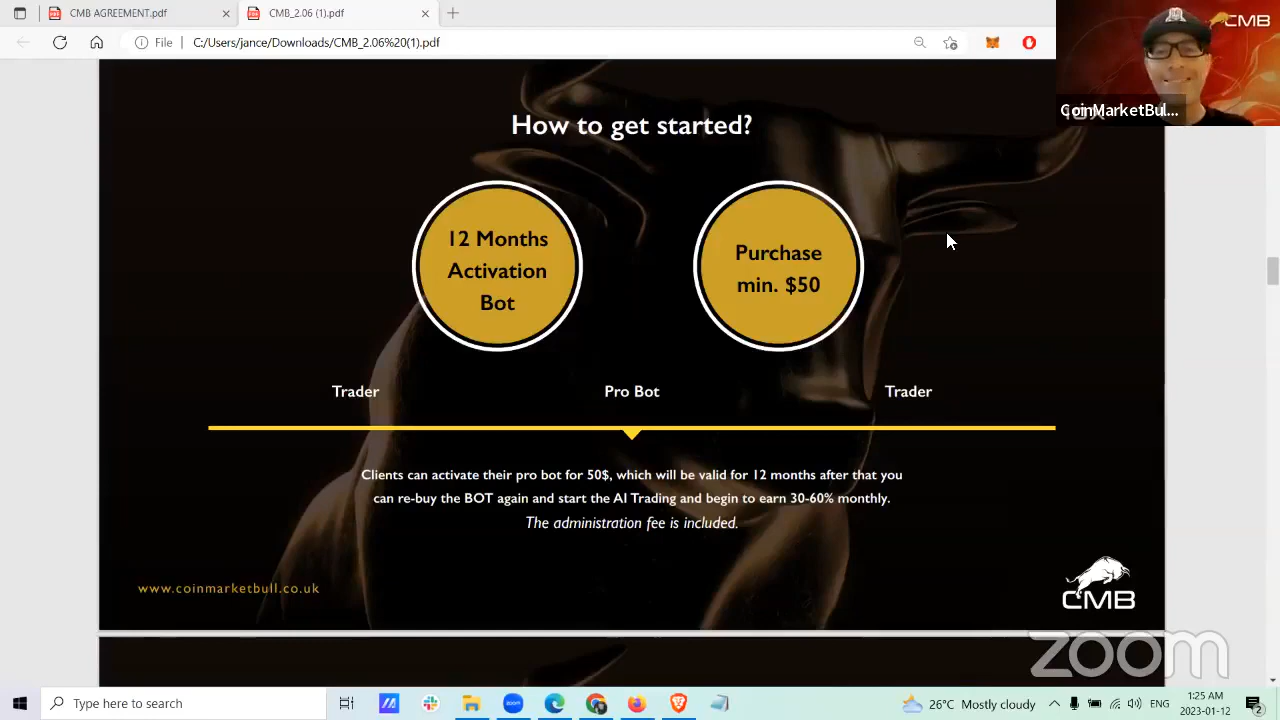 CMB AGREEMENT.pdf
CMB_2.06 (1).pdf
File
C:/Users/jance/Downloads/CMB_2.06%20(1).pdf
CMB
CoinMarketBul...
How to get started?
12 Months
Activation
Bot
Purchase
min. $50
Trader
Pro Bot
Trader
Clients can activate their pro bot for 50$, which will be valid for 12 months after that you
can re-buy the BOT again and start the AI Trading and begin to earn 30-60% monthly.
The administration fee is included.
www.coinmarketbull.co.uk
CMB
zoom
Type here to search
zoom
26°C Mostly cloudy
ENG
1:25 AM
2023-01-12
2